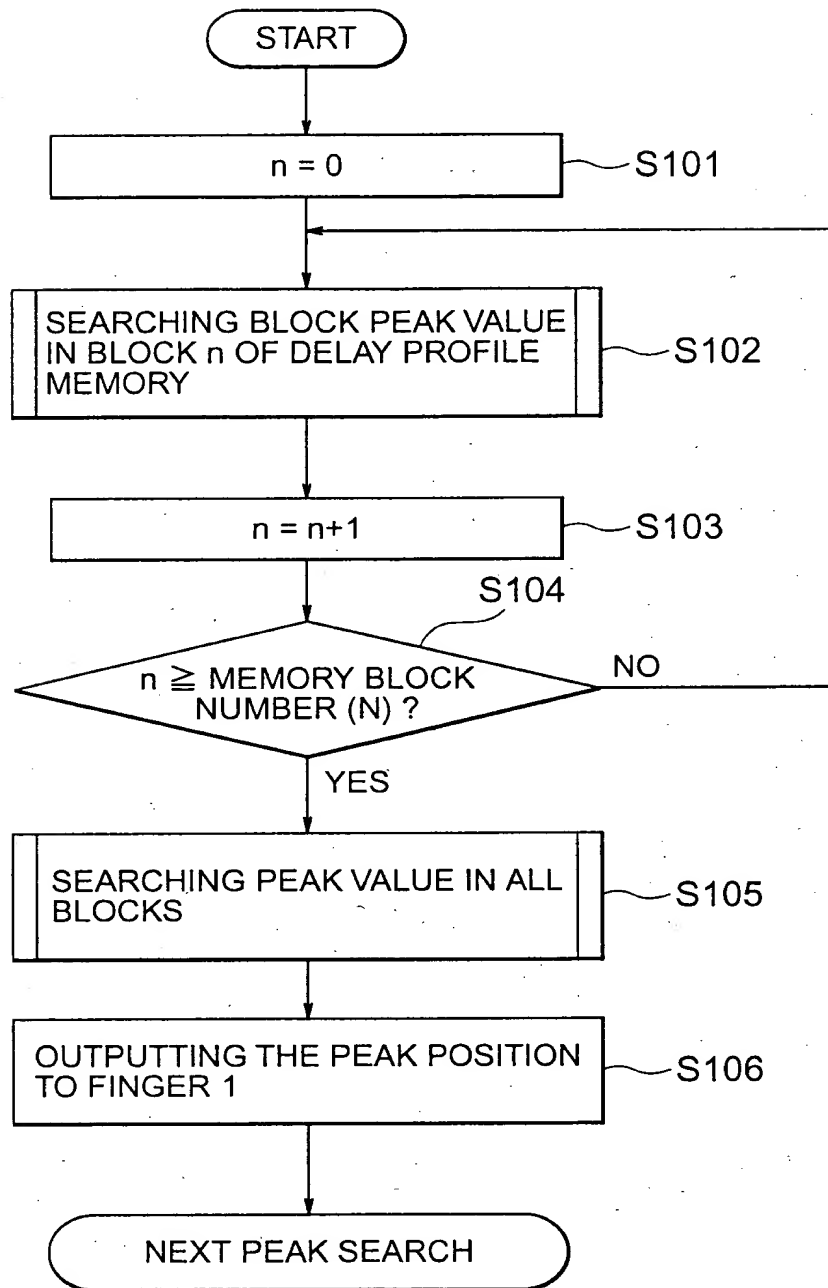 START
n = 0
S101
SEARCHING BLOCK PEAK VALUE
IN BLOCK n OF DELAY PROFILE
MEMORY
S102
n = n+1
S103
S104
n ≧ MEMORY BLOCK
NUMBER (N) ?
NO
YES
SEARCHING PEAK VALUE IN ALL
BLOCKS
S105
OUTPUTTING THE PEAK POSITION
TO FINGER 1
S106
NEXT PEAK SEARCH